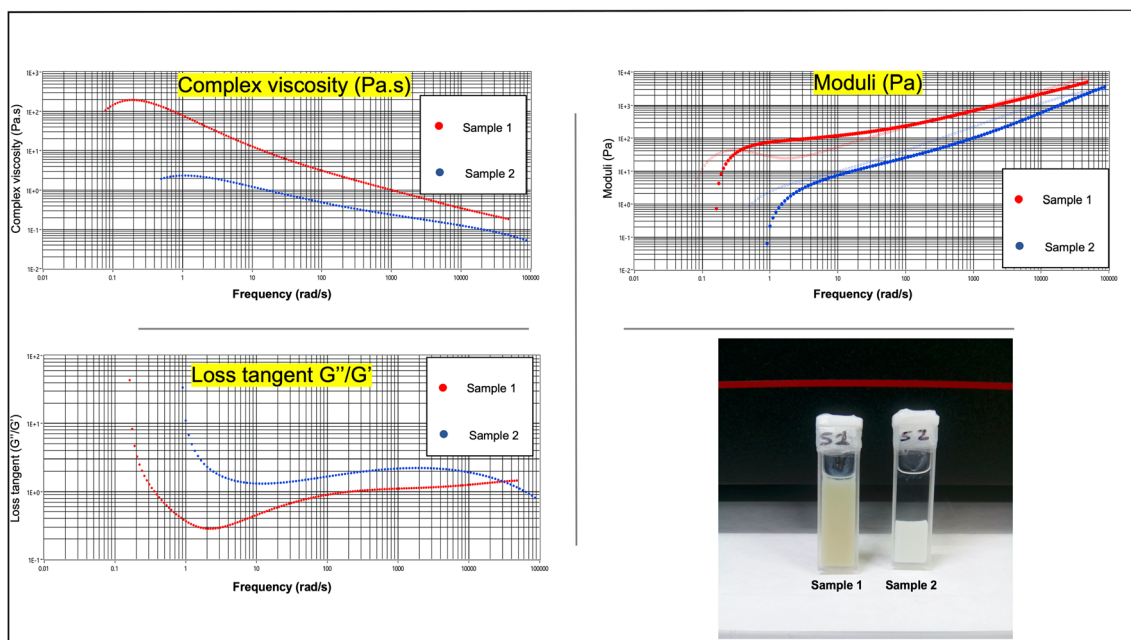 Complex viscosity (Pa.s)
1E+3
1E+2
1E+1
1E+0
1E-1
1E-2
Complex viscosity (Pa.s)
Sample 1
Sample 2
0.01 0.1 1 10 100 1000 10000 100000
Frequency (rad/s)
Moduli (Pa)
1E+4
1E+3
1E+2
1E+1
1E+0
1E-1
1E-2
Moduli (Pa)
Sample 1
Sample 2
0.01 0.1 1 10 100 1000 10000 100000
Frequency (rad/s)
Loss tangent G’’/G’
1E+2
1E+1
1E+0
1E-1
Loss tangent (G''/G')
Sample 1
Sample 2
0.01 0.1 1 10 100 1000 10000 100000
Frequency (rad/s)
S1 S2
Sample 1 Sample 2